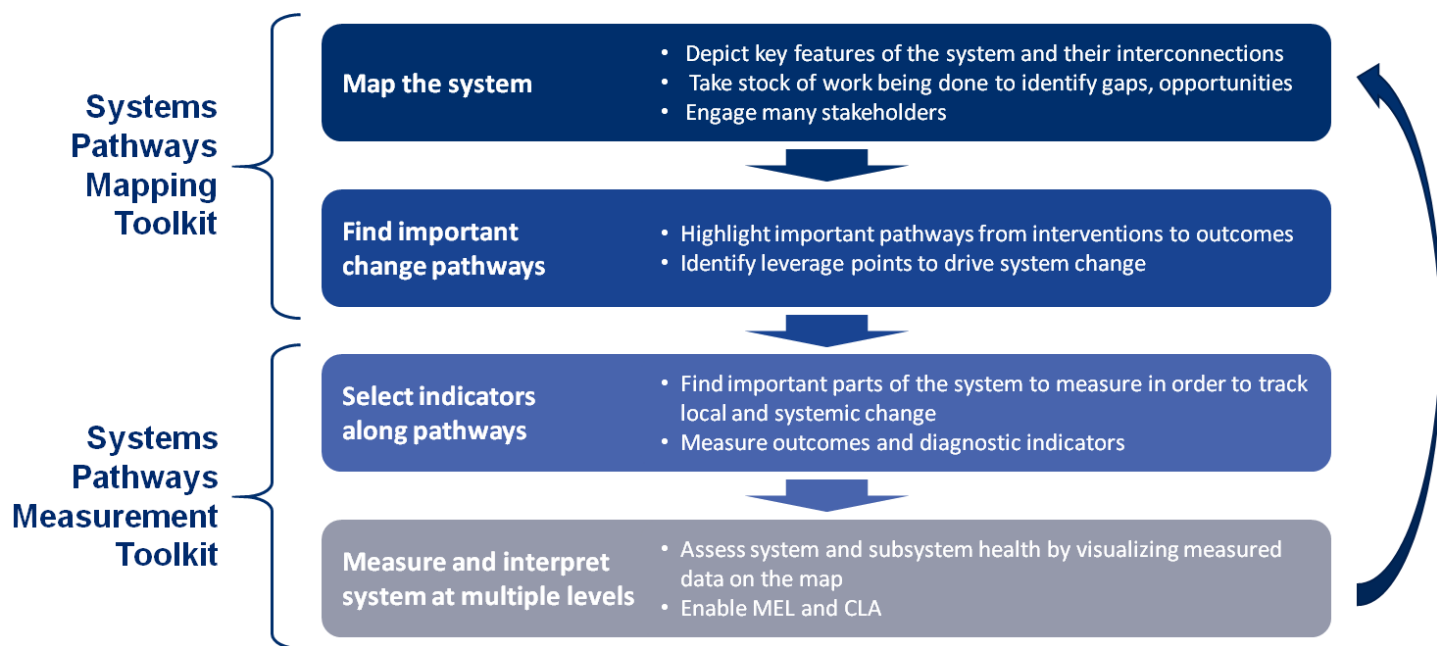 Systems
Pathways
Mapping
Toolkit
Map the system
• Depict key features of the system and their interconnections
• Take stock of work being done to identify gaps, opportunities
• Engage many stakeholders
Find important
change pathways
• Highlight important pathways from interventions to outcomes
• Identify leverage points to drive system change
Systems
Pathways
Measurement
Toolkit
Select indicators
along pathways
• Find important parts of the system to measure in order to track
local and systemic change
• Measure outcomes and diagnostic indicators
Measure and interpret
system at multiple levels
• Assess system and subsystem health by visualizing measured
data on the map
• Enable MEL and CLA